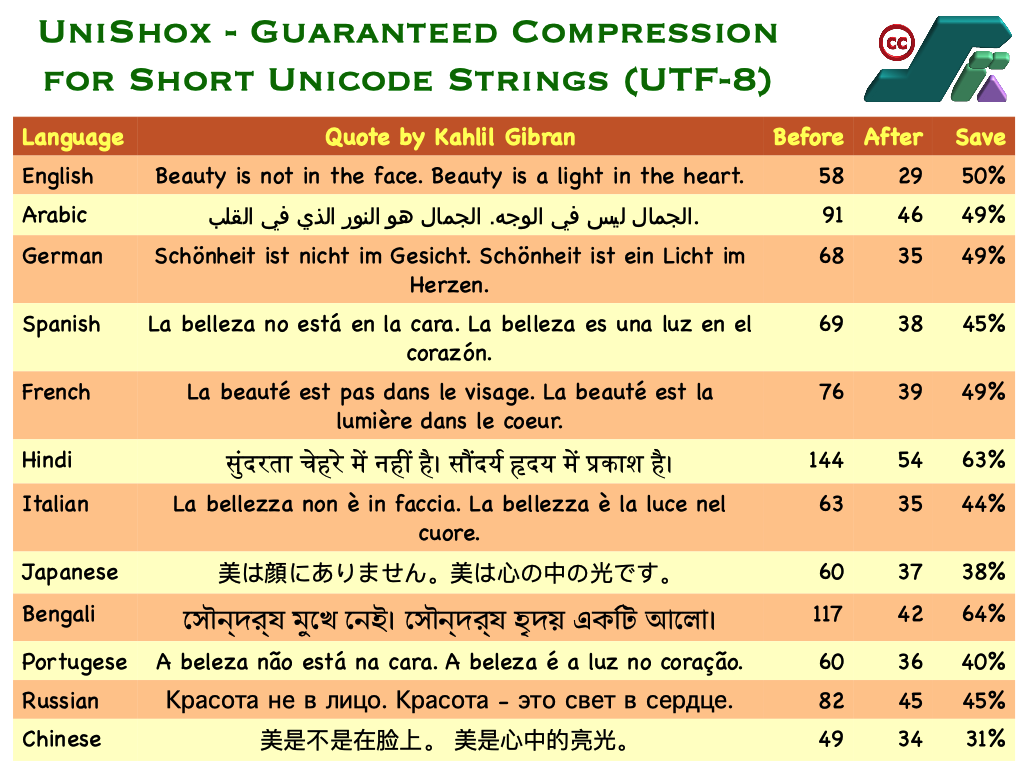 UniShox - Guaranteed Compression
for Short Unicode Strings (UTF-8)
cc
Language Quote by Kahlil Gibran Before After Save
English Beauty is not in the face. Beauty is a light in the heart. 58 29 50%
Arabic الجمال ليس في الوجه. الجمال هو النور الذي في القلب. 91 46 49%
German Schönheit ist nicht im Gesicht. Schönheit ist ein Licht im 68 35 49%
Herzen.
Spanish La belleza no está en la cara. La belleza es una luz en el 69 38 45%
corazón.
French La beauté est pas dans le visage. La beauté est la 76 39 49%
lumière dans le coeur.
Hindi सुंदरता चेहरे में नहीं है। सौंदर्य हृदय में प्रकाश है। 144 54 63%
Italian La bellezza non è in faccia. La bellezza è la luce nel 63 35 44%
cuore.
Japanese 美は顔にありません。美は心の中の光です。 60 37 38%
Bengali সৌন্দর্য মুখে নেই। সৌন্দর্য হৃদয় একটি আলো। 117 42 64%
Portugese A beleza não está na cara. A beleza é a luz no coração. 60 36 40%
Russian Красота не в лицо. Красота - это свет в сердце. 82 45 45%
Chinese 美是不是在脸上。 美是心中的亮光。 49 34 31%